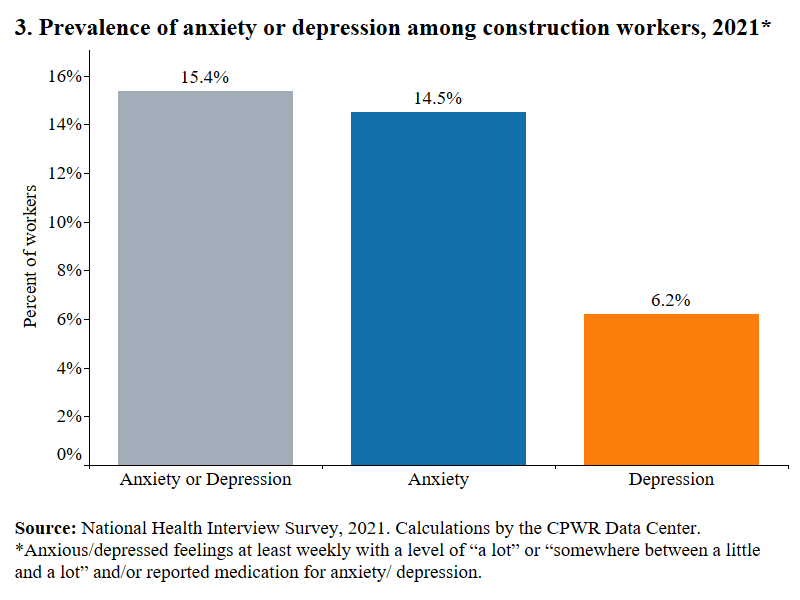 3. Prevalence of anxiety or depression among construction workers, 2021*
16%
15.4%
14.5%
14%
12%
10%
8%
6.2%
6%
4%
2%
0%
Percent of workers
Anxiety or Depression
Anxiety
Depression
Source: National Health Interview Survey, 2021. Calculations by the CPWR Data Center.
*Anxious/depressed feelings at least weekly with a level of “a lot” or “somewhere between a little
and a lot” and/or reported medication for anxiety/ depression.